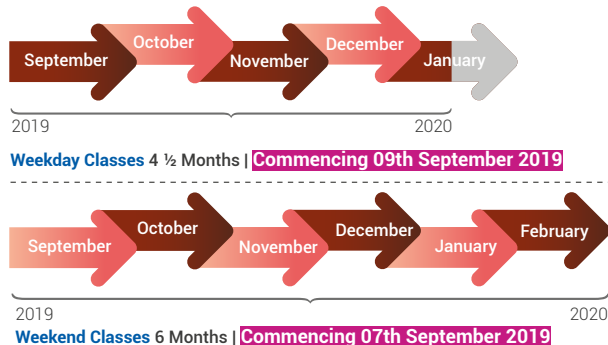 September October November December January
2019 2020
Weekday Classes 4 ½ Months | Commencing 09th September 2019
September October November December January February
2019 2020
Weekend Classes 6 Months | Commencing 07th September 2019